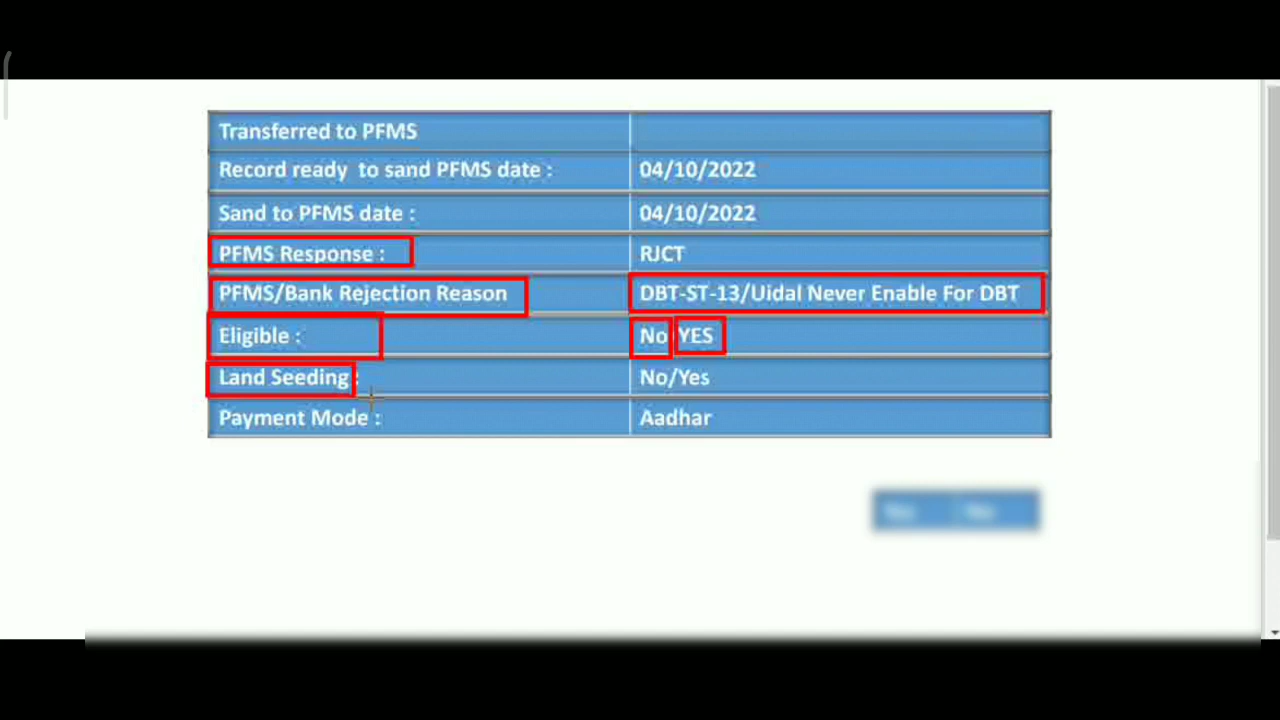 Transferred to PFMS
Record ready to sand PFMS date : 04/10/2022
Sand to PFMS date : 04/10/2022
PFMS Response : RJCT
PFMS/Bank Rejection Reason DBT-ST-13/Uidal Never Enable For DBT
Eligible : No/YES
Land Seeding : No/Yes
Payment Mode : Aadhar